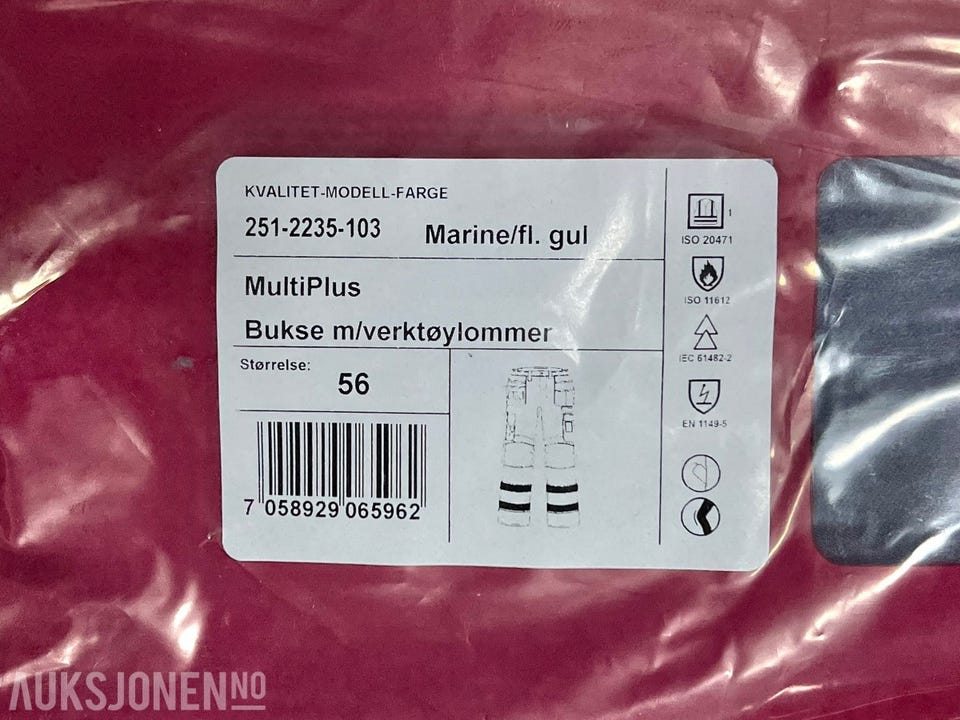 KVALITET-MODELL-FARGE
251-2235-103 Marine/fl. gul
MultiPlus
Bukse m/verktøylommer
Størrelse:
56
7 058929 065962
1
ISO 20471
ISO 11612
IEC 61482-2
EN 1149-5
AUKSJONEN.NO